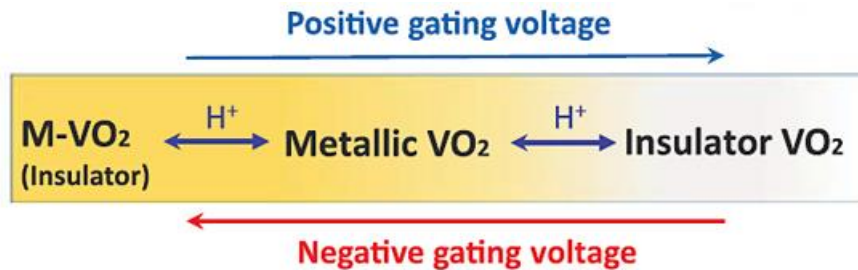 Positive gating voltage
M-VO₂ H⁺ Metallic VO₂ H⁺ Insulator VO₂
(Insulator)
Negative gating voltage